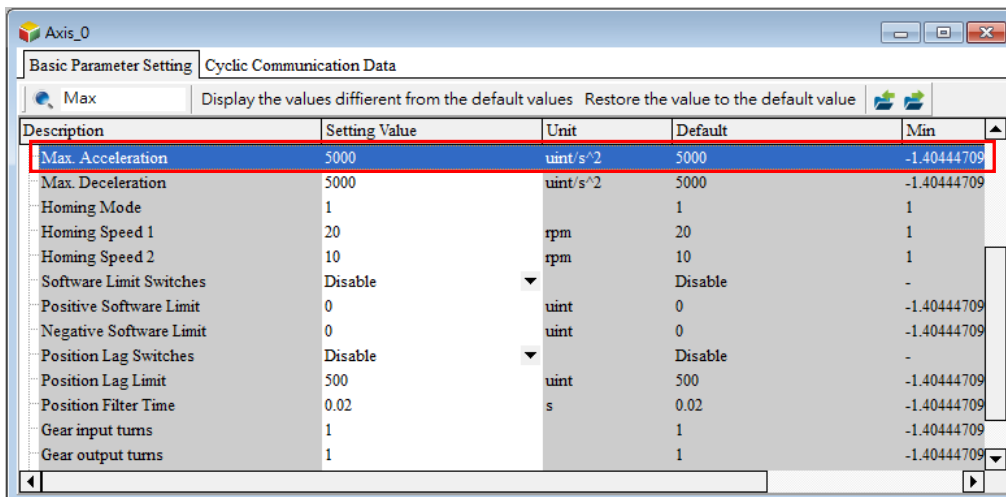 Axis_0
Basic Parameter Setting Cyclic Communication Data
Max Display the values diffierent from the default values Restore the value to the default value
Description Setting Value Unit Default Min
Max. Acceleration 5000 uint/s^2 5000 -1.40444709
Max. Deceleration 5000 uint/s^2 5000 -1.40444709
Homing Mode 1 1 1
Homing Speed 1 20 rpm 20 1
Homing Speed 2 10 rpm 10 1
Software Limit Switches Disable Disable -
Positive Software Limit 0 uint 0 -1.40444709
Negative Software Limit 0 uint 0 -1.40444709
Position Lag Switches Disable Disable -
Position Lag Limit 500 uint 500 -1.40444709
Position Filter Time 0.02 s 0.02 -1.40444709
Gear input turns 1 1 -1.40444709
Gear output turns 1 1 -1.40444709